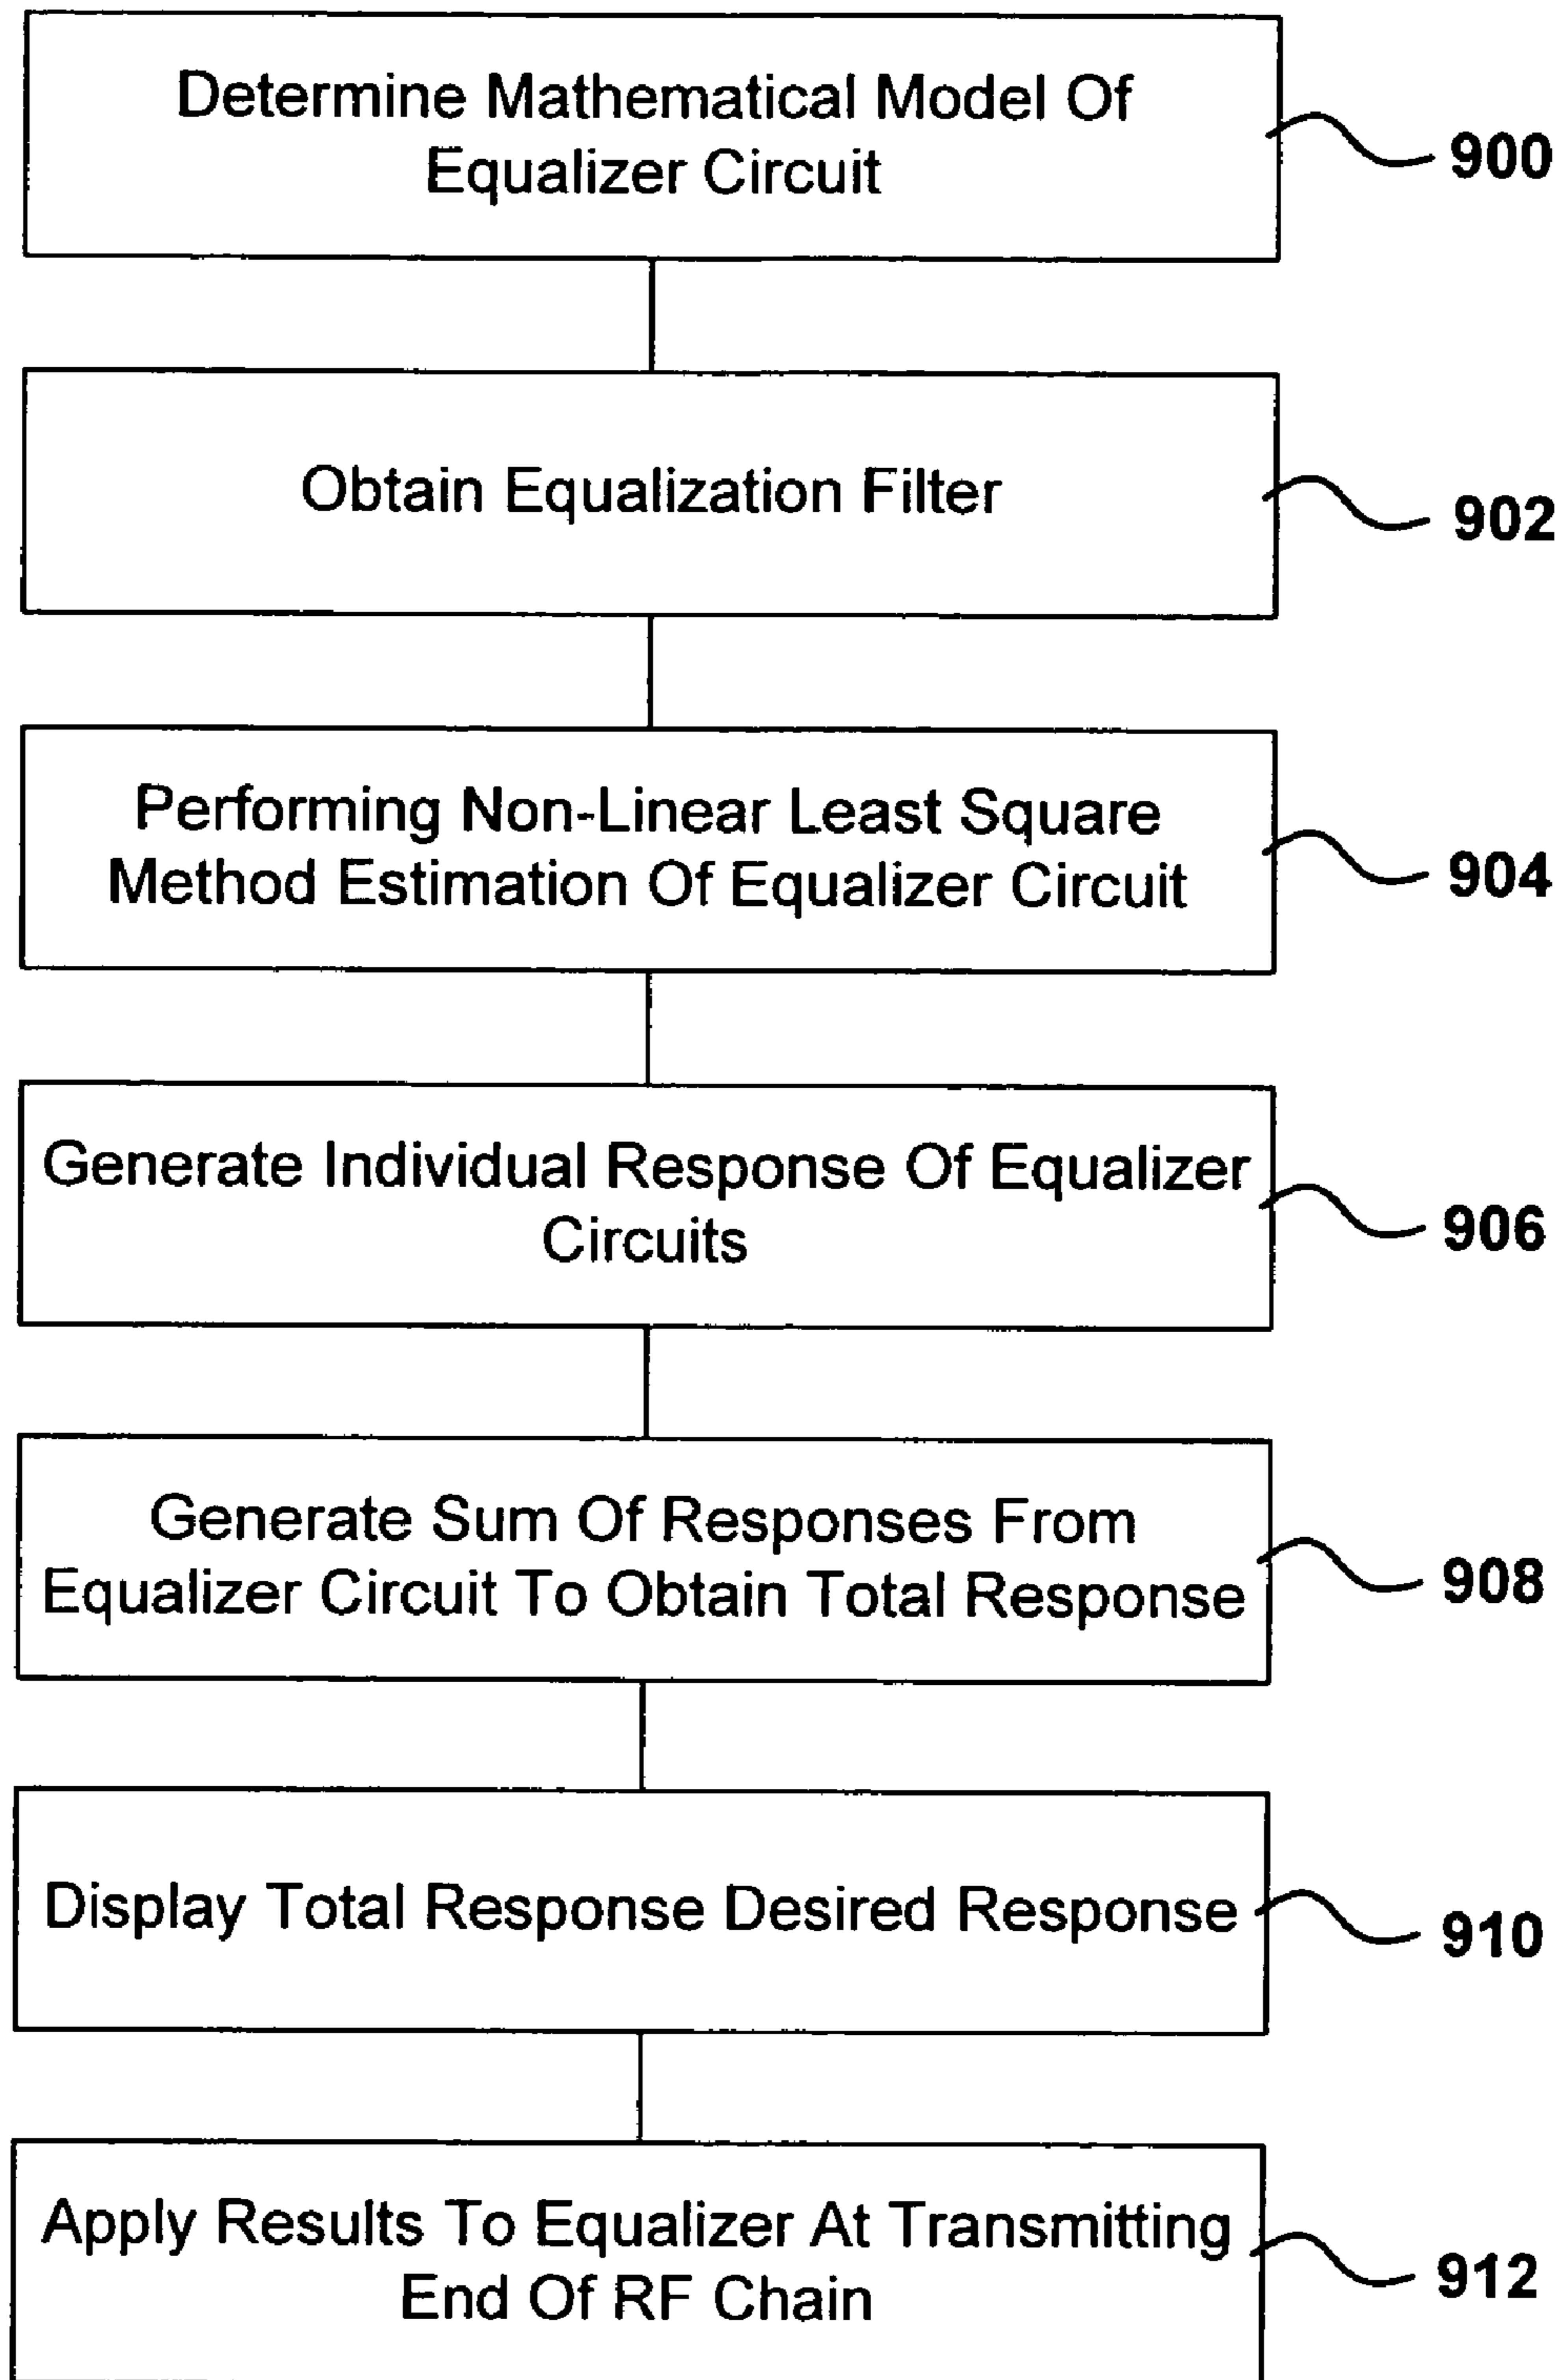 Determine Mathematical Model Of
Equalizer Circuit
900
Obtain Equalization Filter
902
Performing Non-Linear Least Square
Method Estimation Of Equalizer Circuit
904
Generate Individual Response Of Equalizer
Circuits
906
Generate Sum Of Responses From
Equalizer Circuit To Obtain Total Response
908
Display Total Response Desired Response
910
Apply Results To Equalizer At Transmitting
End Of RF Chain
912